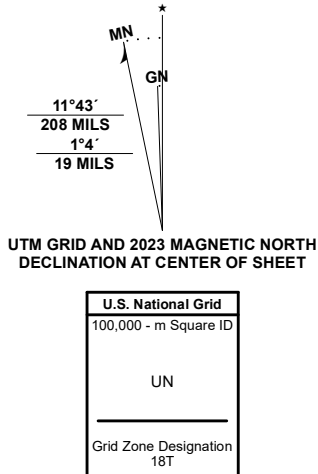 ★
MN
GN
11°43´
208 MILS
1°4´
19 MILS
UTM GRID AND 2023 MAGNETIC NORTH
DECLINATION AT CENTER OF SHEET
U.S. National Grid
100,000 - m Square ID
UN
Grid Zone Designation
18T